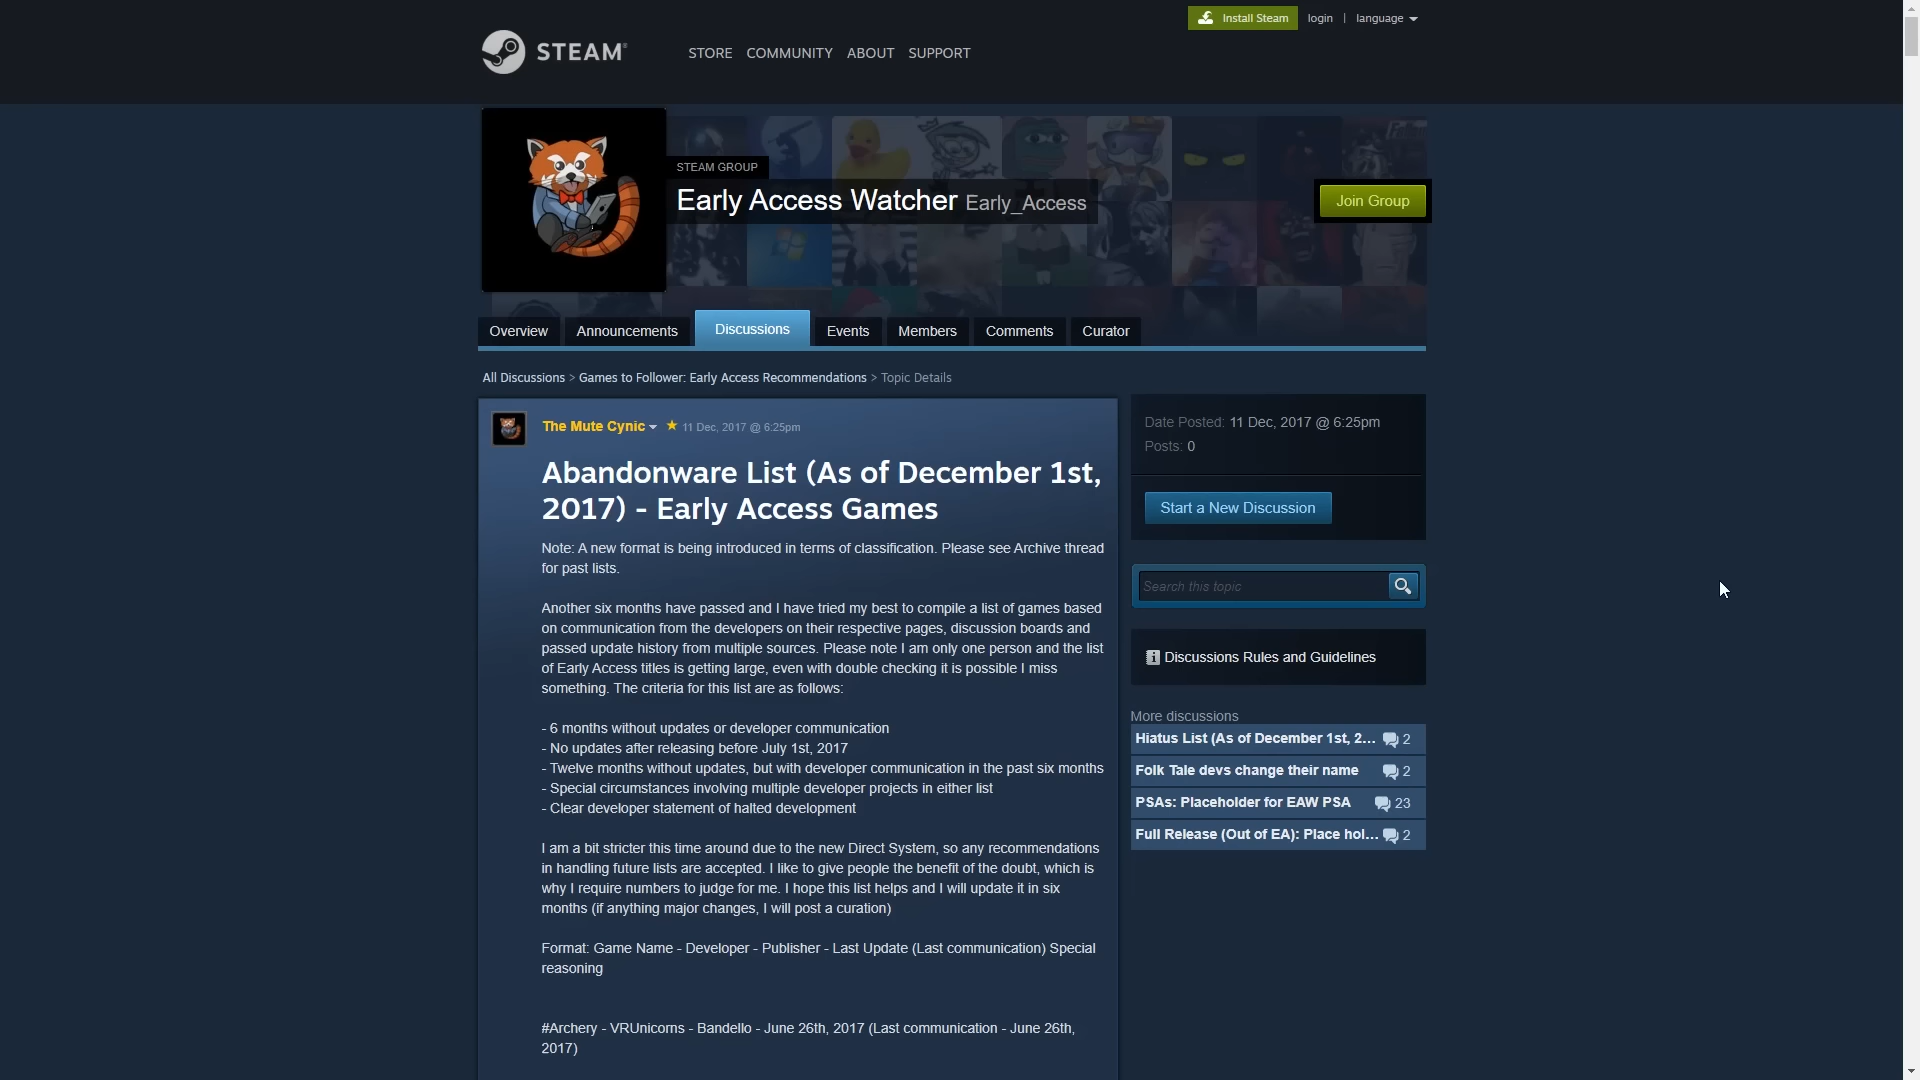 Install Steam login | language
STEAM
STORE COMMUNITY ABOUT SUPPORT
STEAM GROUP
Early Access Watcher Early_Access
Join Group
Overview Announcements Discussions Events Members Comments Curator
All Discussions > Games to Follower: Early Access Recommendations > Topic Details
The Mute Cynic 11 Dec, 2017 @ 6:25pm
Abandonware List (As of December 1st,
2017) - Early Access Games
Note: A new format is being introduced in terms of classification. Please see Archive thread
for past lists.
Another six months have passed and I have tried my best to compile a list of games based
on communication from the developers on their respective pages, discussion boards and
passed update history from multiple sources. Please note I am only one person and the list
of Early Access titles is getting large, even with double checking it is possible I miss
something. The criteria for this list are as follows:
- 6 months without updates or developer communication
- No updates after releasing before July 1st, 2017
- Twelve months without updates, but with developer communication in the past six months
- Special circumstances involving multiple developer projects in either list
- Clear developer statement of halted development
I am a bit stricter this time around due to the new Direct System, so any recommendations
in handling future lists are accepted. I like to give people the benefit of the doubt, which is
why I require numbers to judge for me. I hope this list helps and I will update it in six
months (if anything major changes, I will post a curation)
Format: Game Name - Developer - Publisher - Last Update (Last communication) Special
reasoning
#Archery - VRUnicorns - Bandello - June 26th, 2017 (Last communication - June 26th,
2017)
Date Posted: 11 Dec, 2017 @ 6:25pm
Posts: 0
Start a New Discussion
Search this topic
Discussions Rules and Guidelines
More discussions
Hiatus List (As of December 1st, 2... 2
Folk Tale devs change their name 2
PSAs: Placeholder for EAW PSA 23
Full Release (Out of EA): Place hol... 2